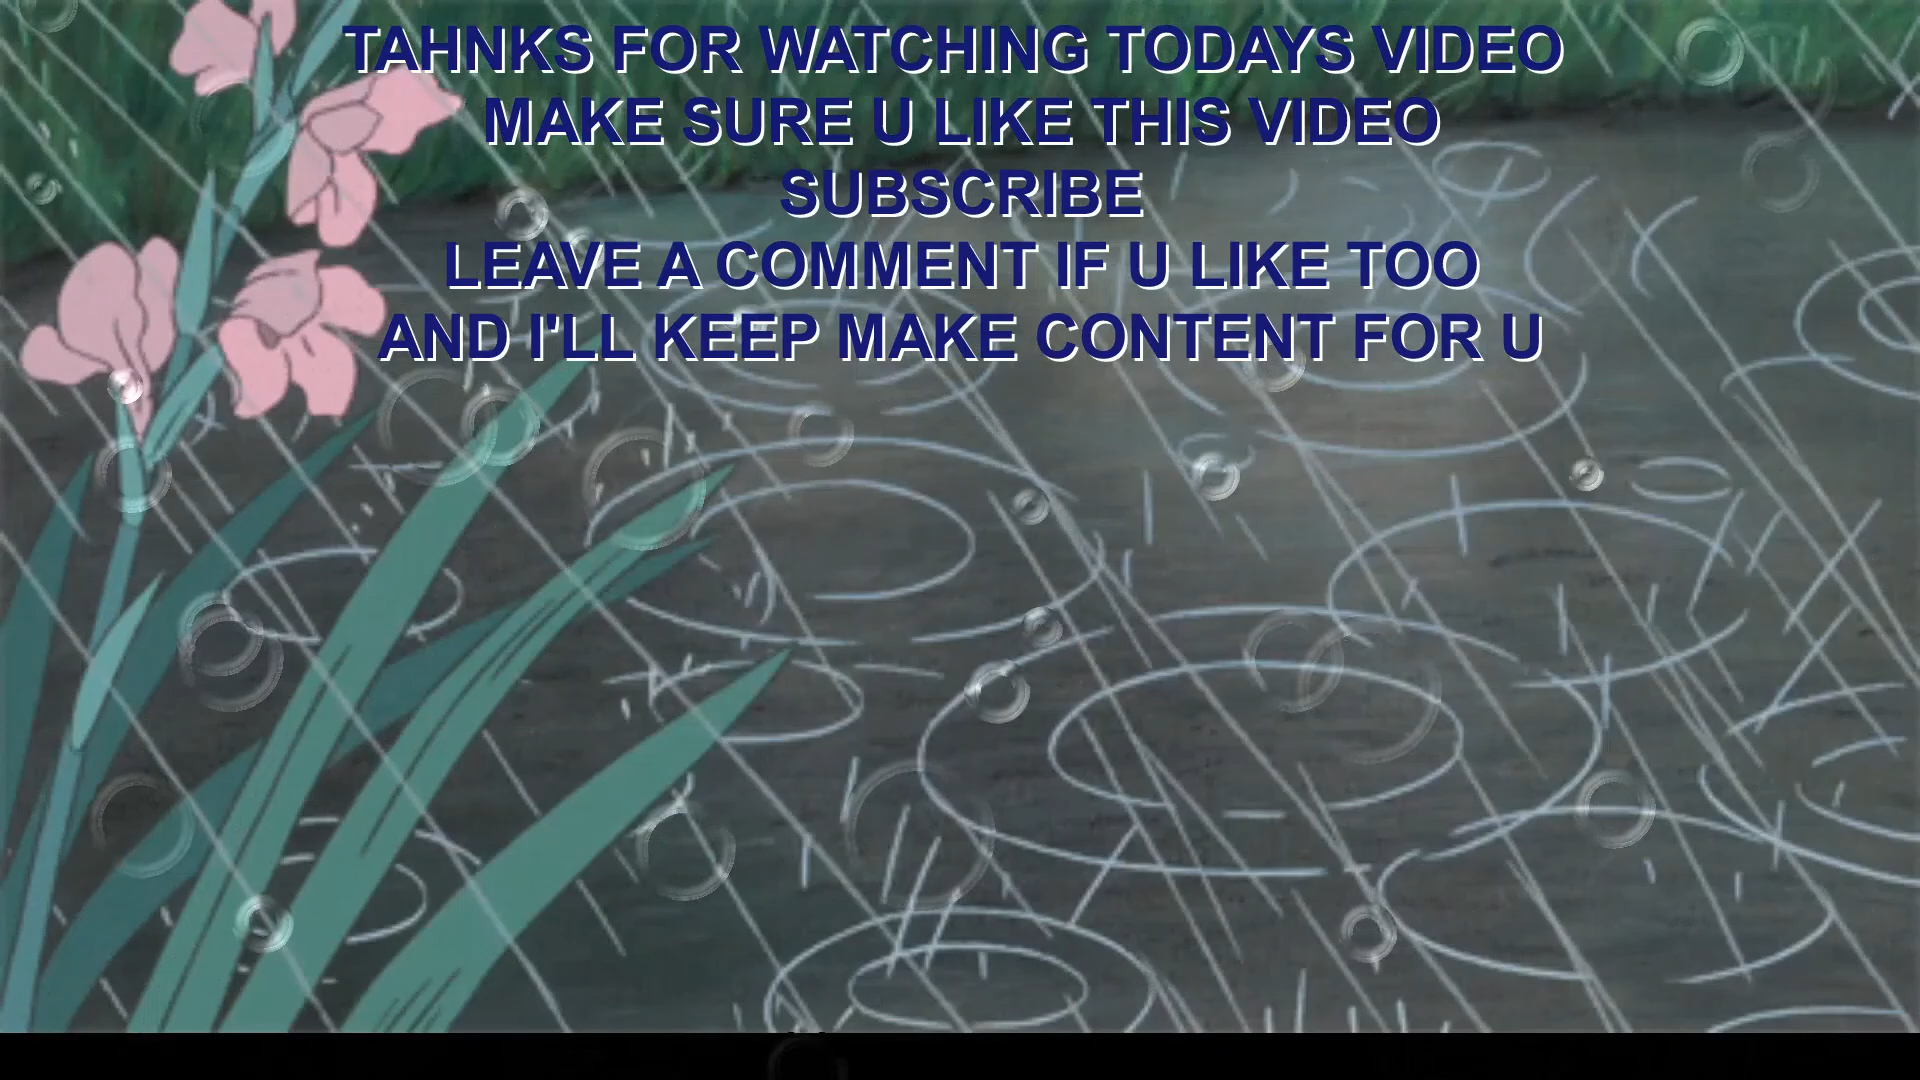 TAHNKS FOR WATCHING TODAYS VIDEO
MAKE SURE U LIKE THIS VIDEO
SUBSCRIBE
LEAVE A COMMENT IF U LIKE TOO
AND I'LL KEEP MAKE CONTENT FOR U